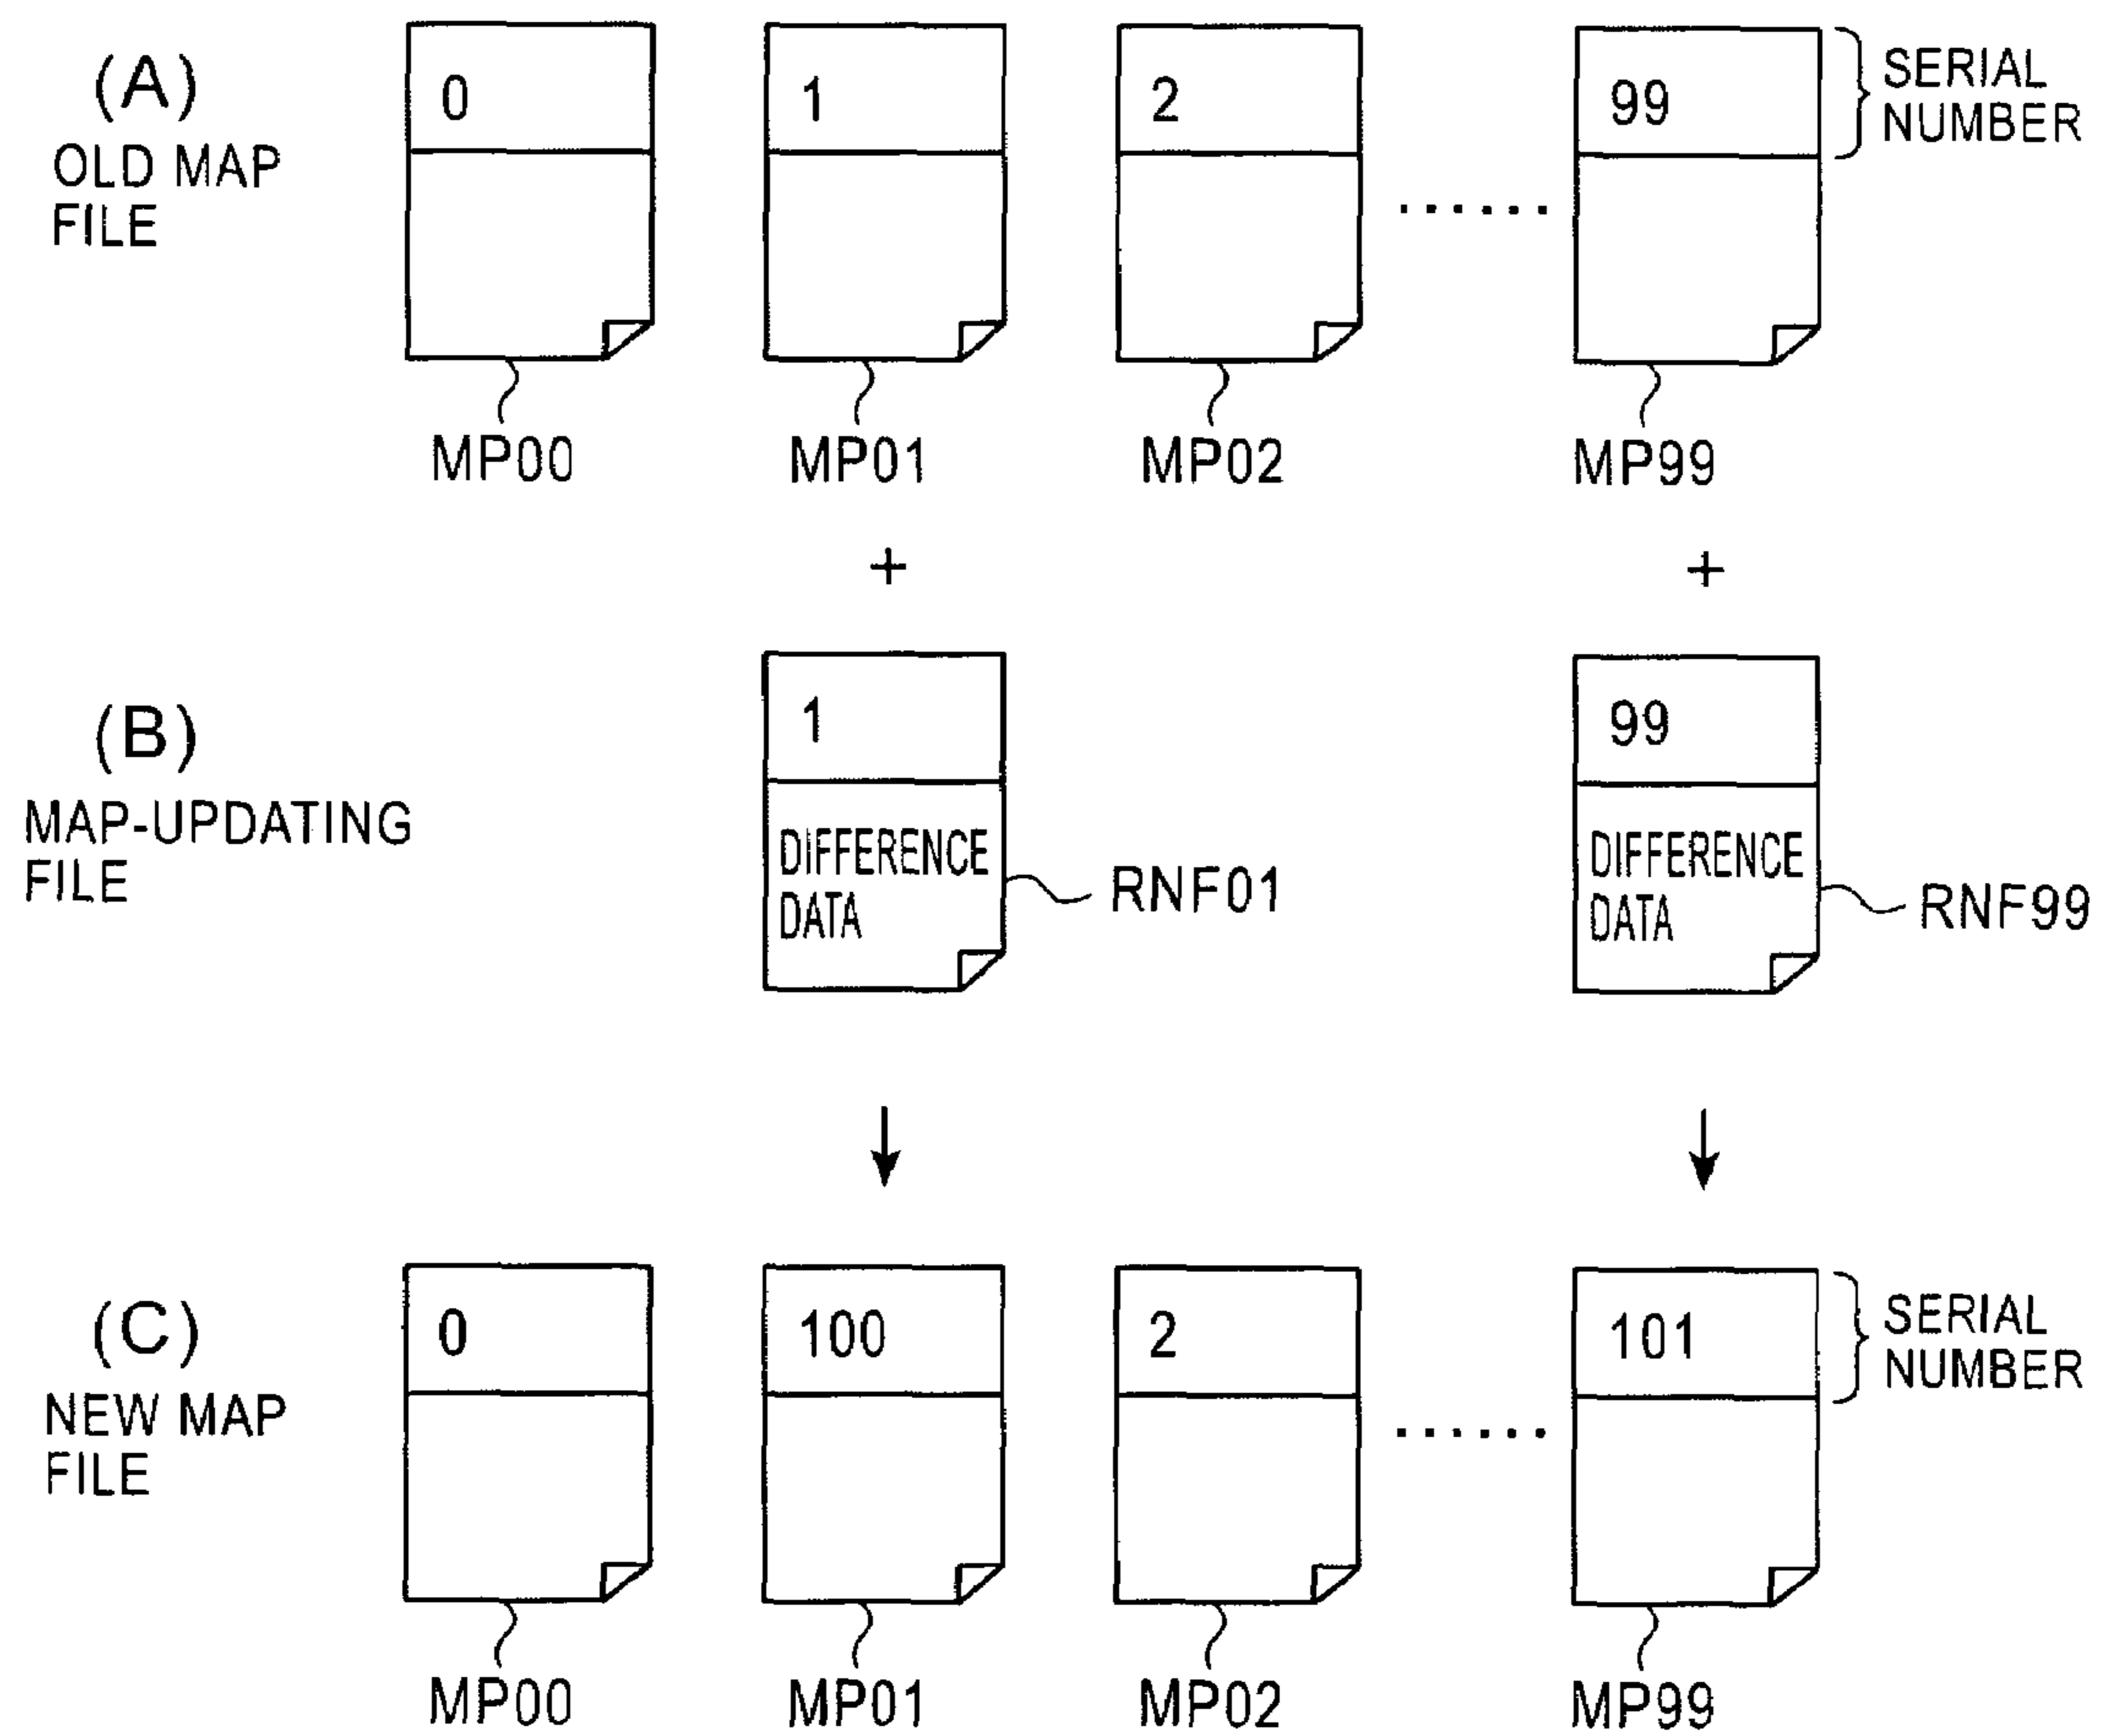 (A)
OLD MAP
FILE
0
1
2
99
SERIAL
NUMBER
......
MP00
MP01
MP02
MP99
+
+
(B)
MAP-UPDATING
FILE
1
DIFFERENCE
DATA
RNF01
99
DIFFERENCE
DATA
RNF99
(C)
NEW MAP
FILE
0
100
2
101
SERIAL
NUMBER
......
MP00
MP01
MP02
MP99